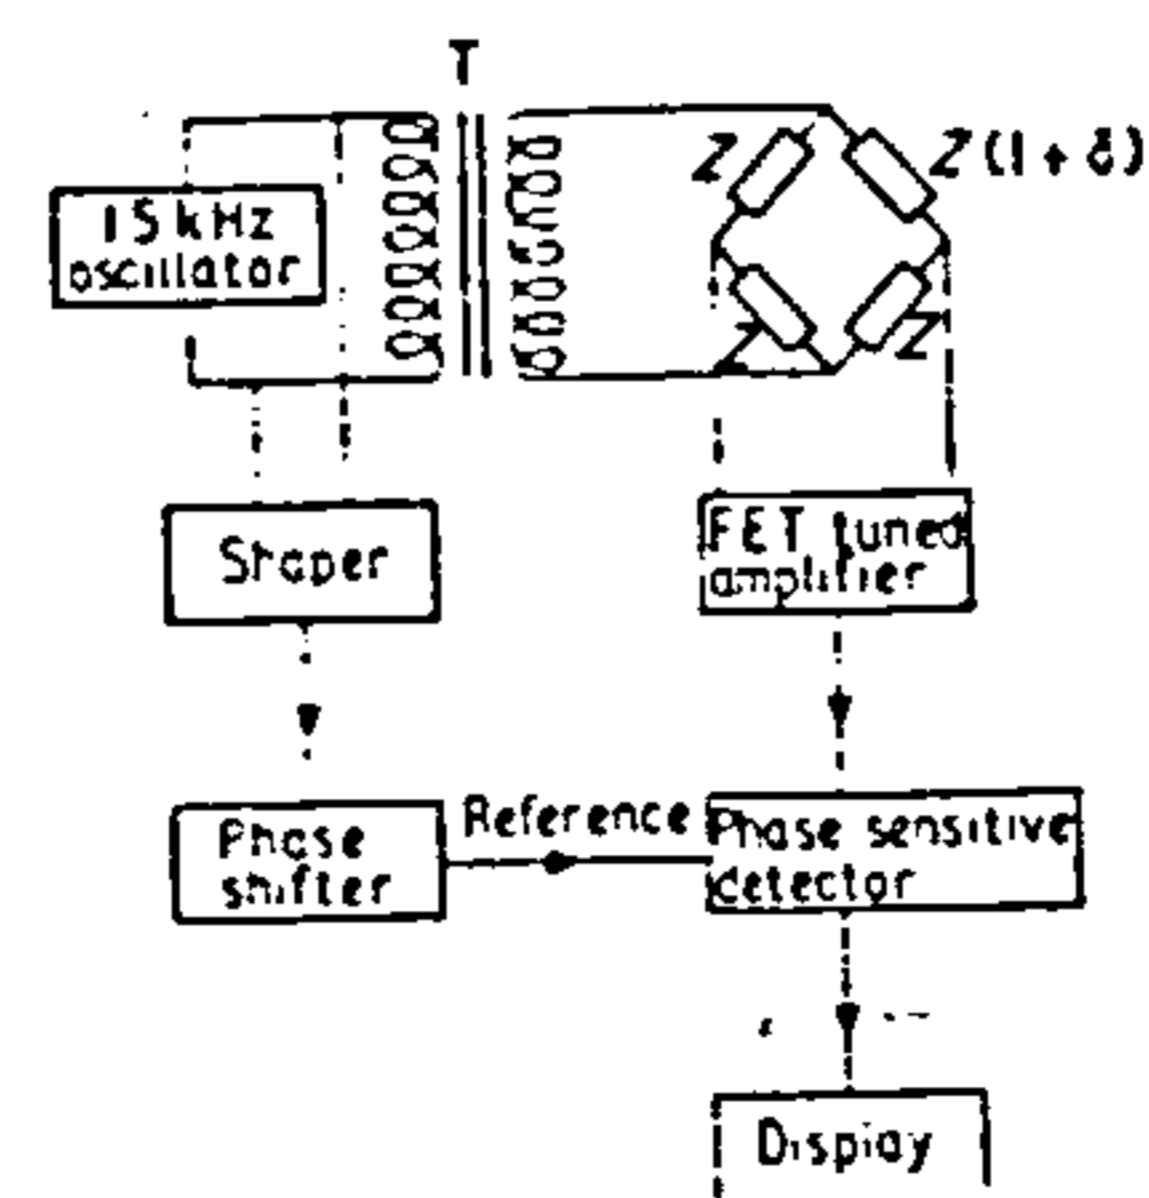 T
Z
Z(1 + δ)
15 kHz
oscillator
Z
Z
Shaper
FET tuned
amplifier
Phase
shifter
Reference
Phase sensitive
detector
Display